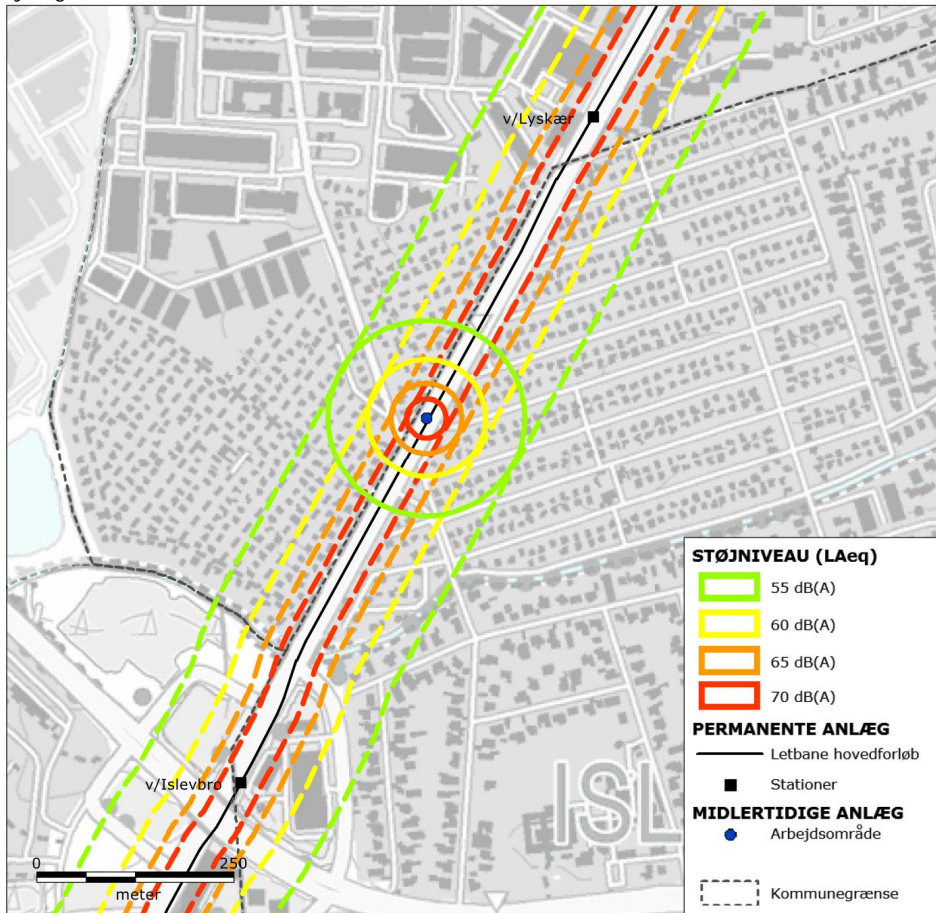 v/Lyskær
v/Islevbro
ISL
0
250
meter
STØJNIVEAU (LAeq)
55 dB(A)
60 dB(A)
65 dB(A)
70 dB(A)
PERMANENTE ANLÆG
Letbane hovedforløb
Stationer
MIDLERTIDIGE ANLÆG
Arbejdsområde
Kommunegrænse